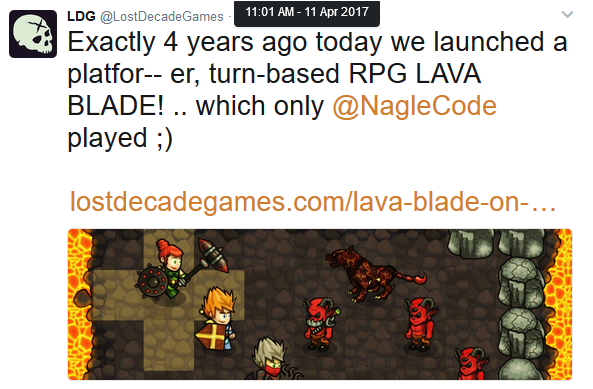 LDG @LostDecadeGames · 11:01 AM - 11 Apr 2017
Exactly 4 years ago today we launched a
platfor-- er, turn-based RPG LAVA
BLADE! .. which only @NagleCode
played ;)
lostdecadegames.com/lava-blade-on-…